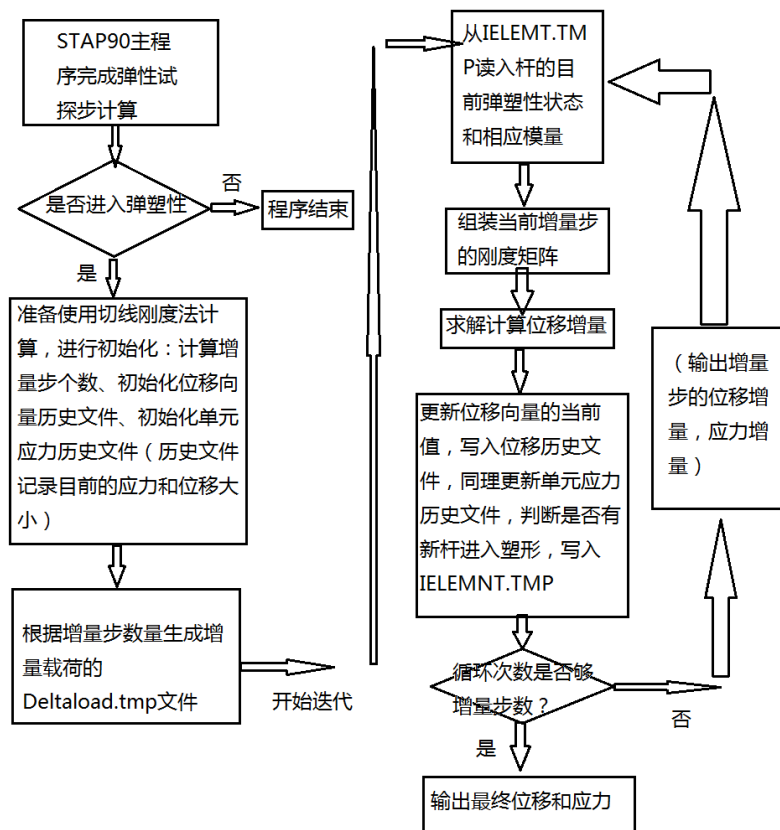 STAP90主程
序完成弹性试
探步计算
是否进入弹塑性
否
程序结束
是
准备使用切线刚度法计
算，进行初始化：计算增
量步个数、初始化位移向
量历史文件、初始化单元
应力历史文件（历史文件
记录目前的应力和位移大
小）
根据增量步数量生成增
量载荷的
Deltaload.tmp文件
开始迭代
从IELEMT.TM
P读入杆的目
前弹塑性状态
和相应模量
组装当前增量步
的刚度矩阵
求解计算位移增量
更新位移向量的当前
值，写入位移历史文
件，同理更新单元应力
历史文件，判断是否有
新杆进入塑形，写入
IELEMNT.TMP
循环次数是否够
增量步数？
否
是
输出最终位移和应力
（输出增量
步的位移增
量，应力增
量）